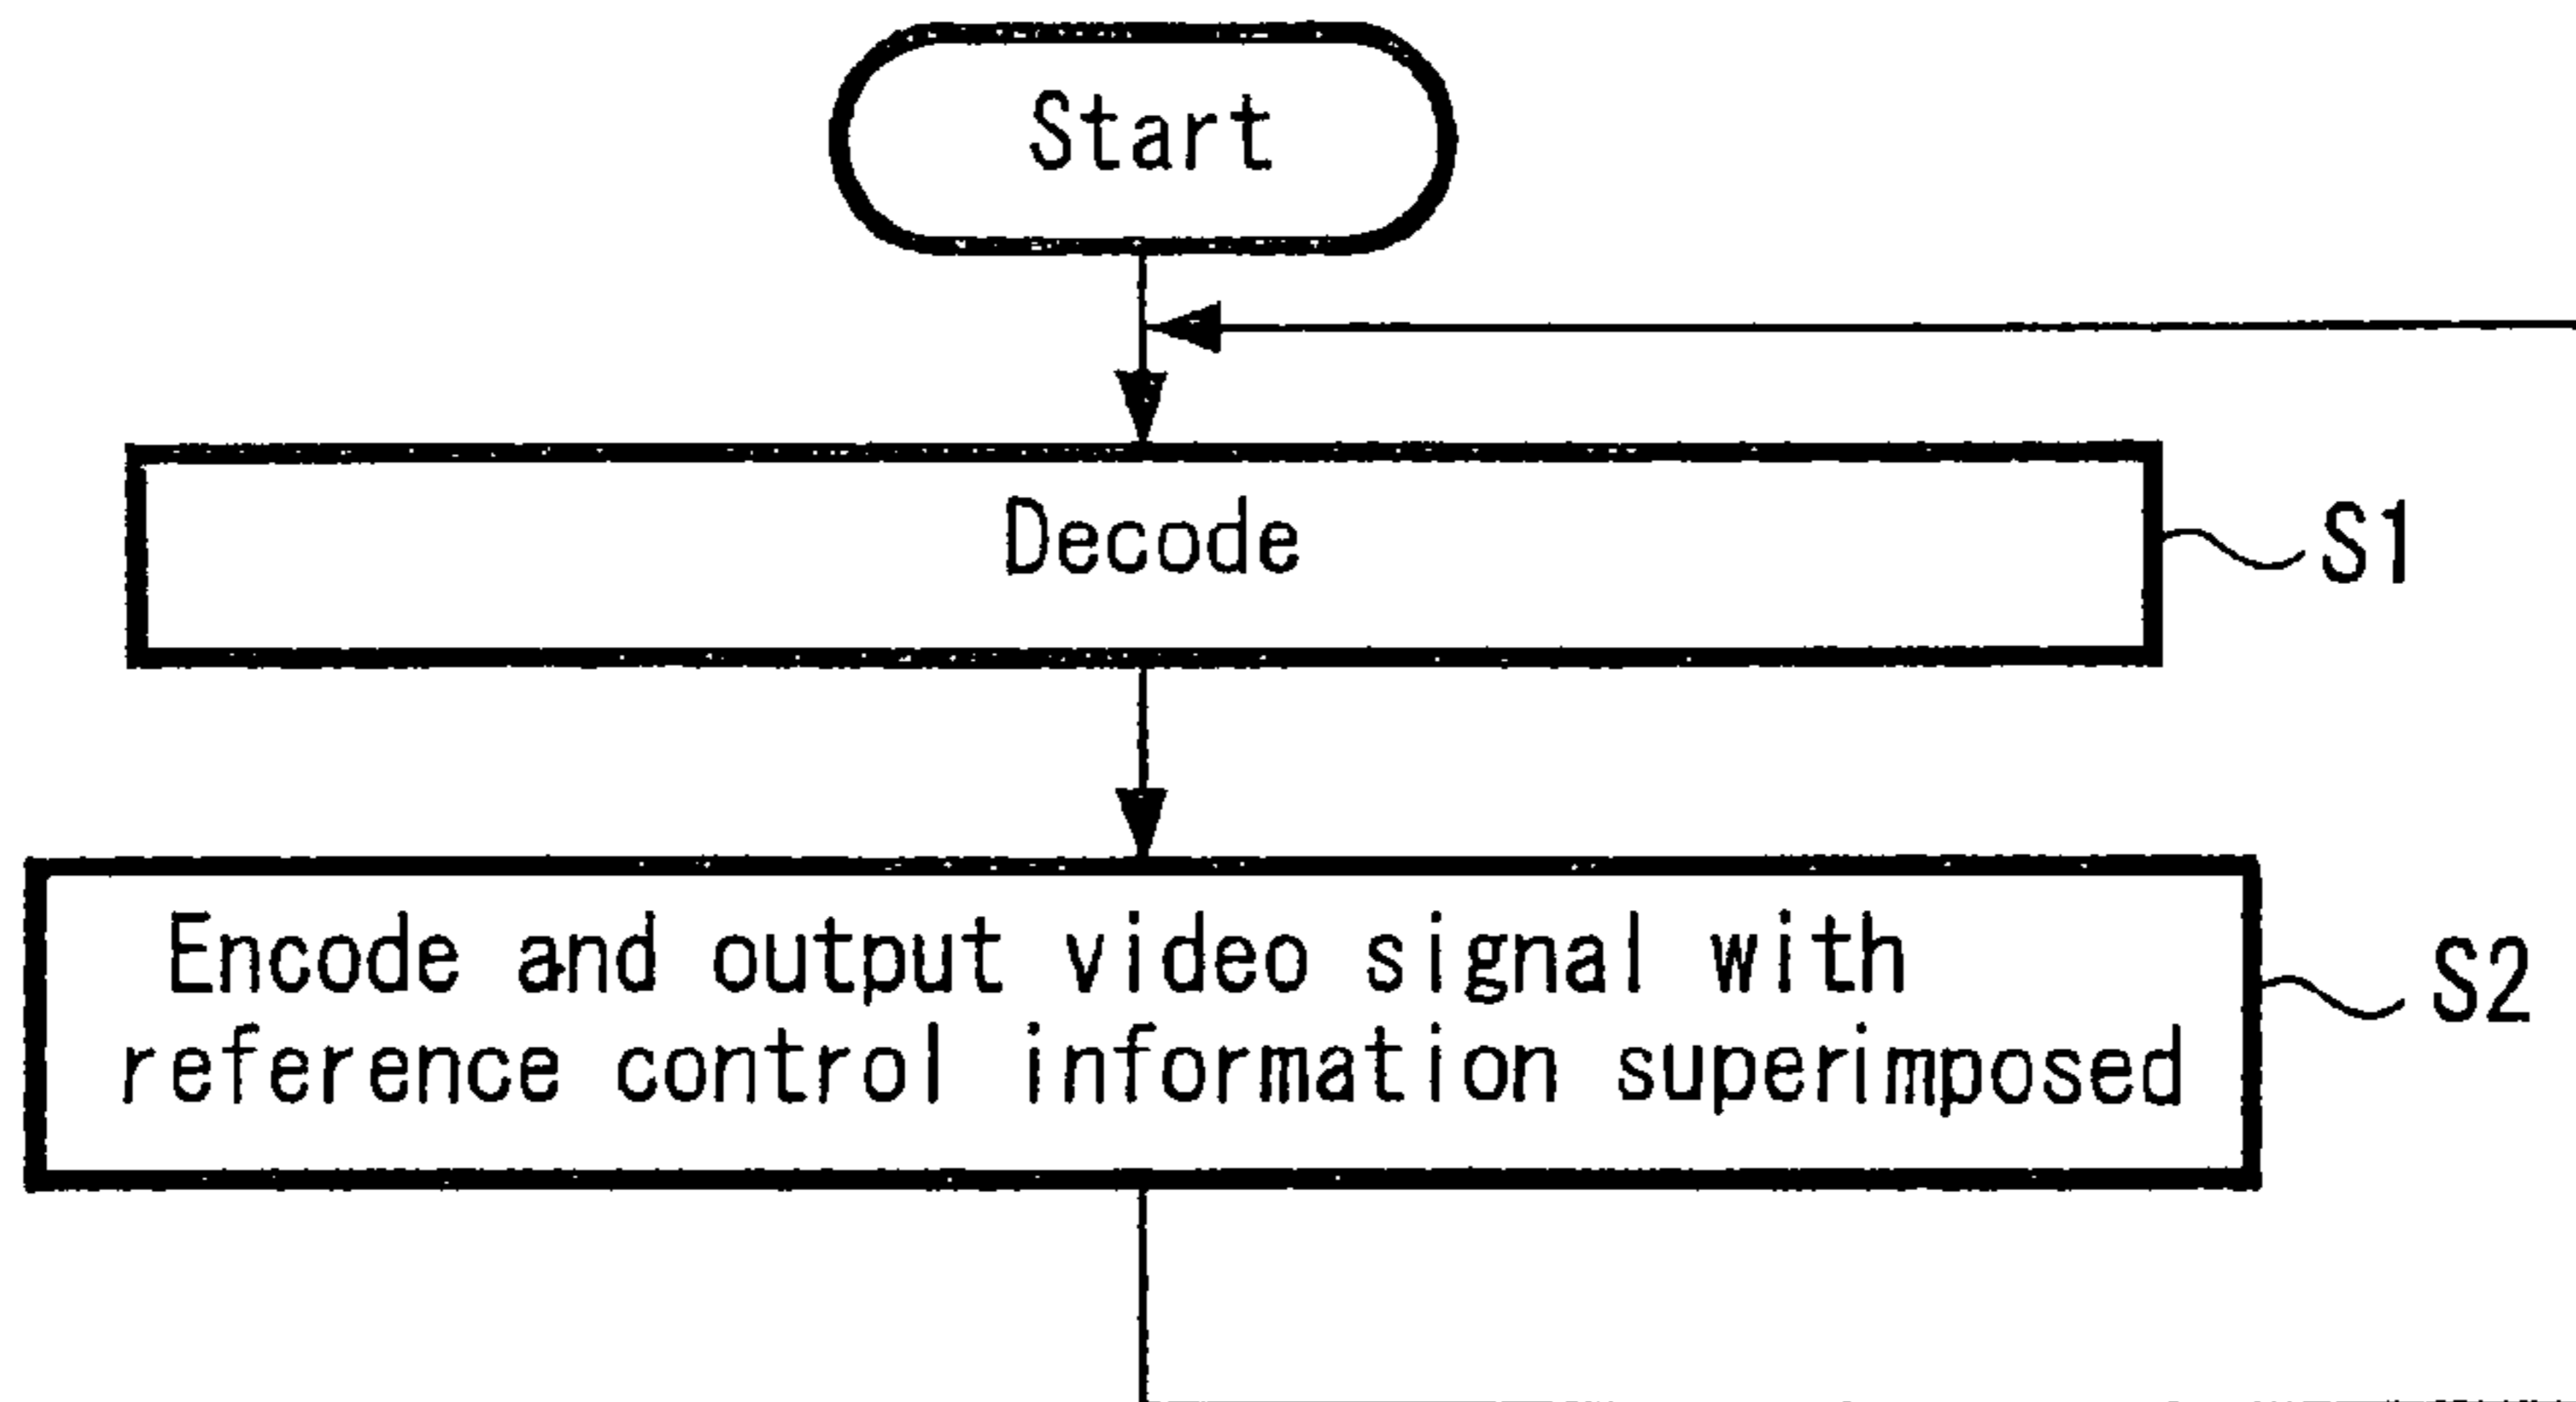 Start
Decode
S1
Encode and output video signal with
reference control information superimposed
S2